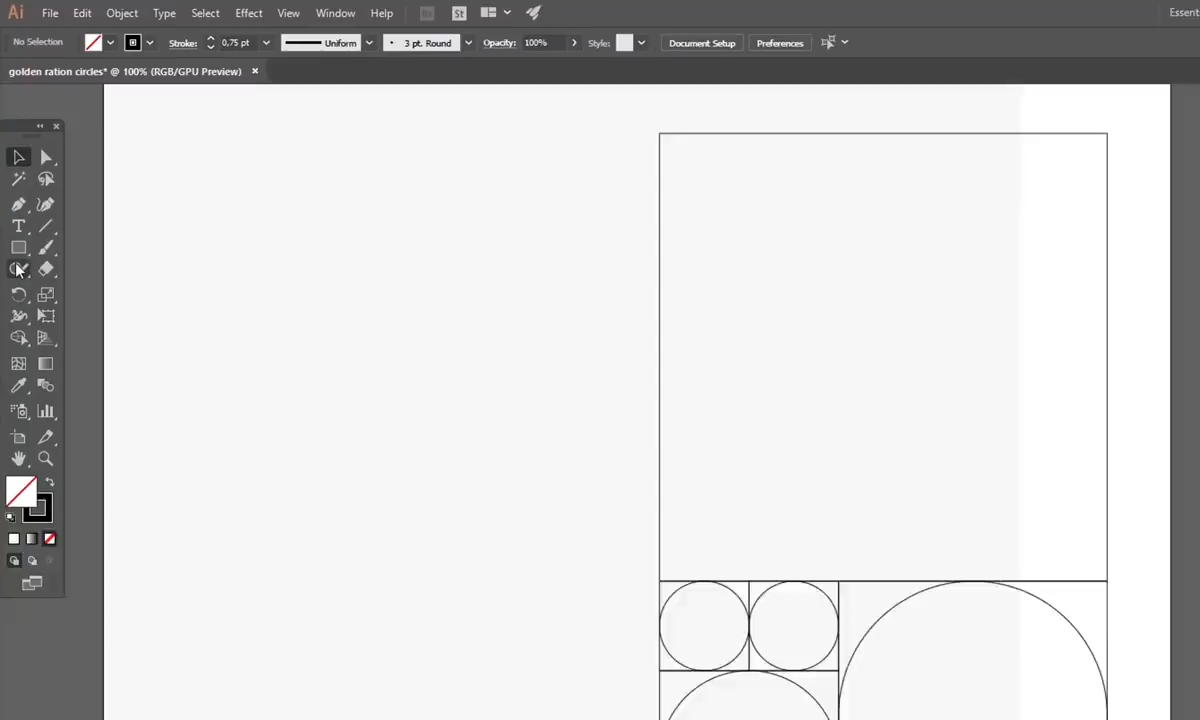 Ai File Edit Object Type Select Effect View Window Help Br St Essent
No Selection Stroke: 0,75 pt Uniform 3 pt. Round Opacity: 100% Style: Document Setup Preferences
golden ration circles* @ 100% (RGB/GPU Preview)
T